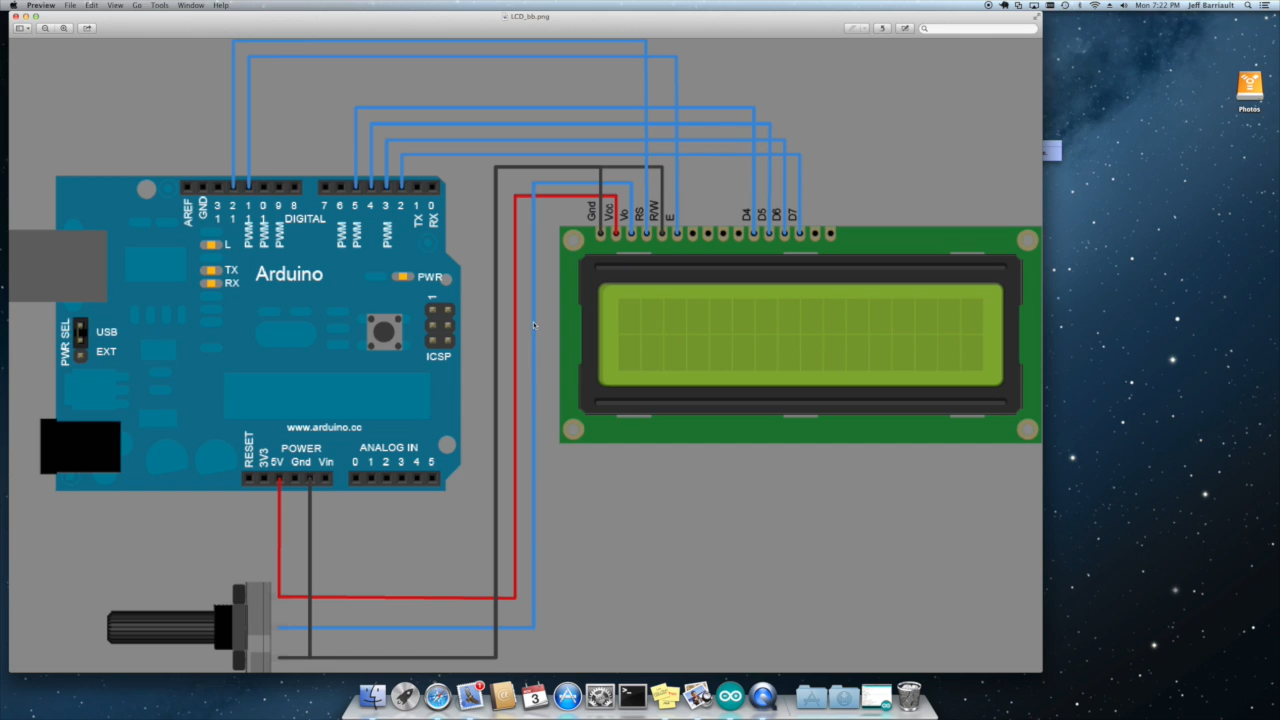 Preview File Edit View Go Tools Window Help
Mon 7:22 PM Jeff Barriault
LCD_bb.png
5
Photos
AREF
GND
13
12
11
10
9
8
7
6
5
4
3
2
1
0
DIGITAL
PWM
PWM
PWM
PWM
PWM
PWM
TX
RX
L
TX
RX
Arduino
PWR
1
ICSP
PWR SEL
USB
EXT
www.arduino.cc
POWER
ANALOG IN
RESET
3V3
5V Gnd Vin
0 1 2 3 4 5
Gnd
Vcc
Vo
RS
R/W
E
D4
D5
D6
D7
1
3